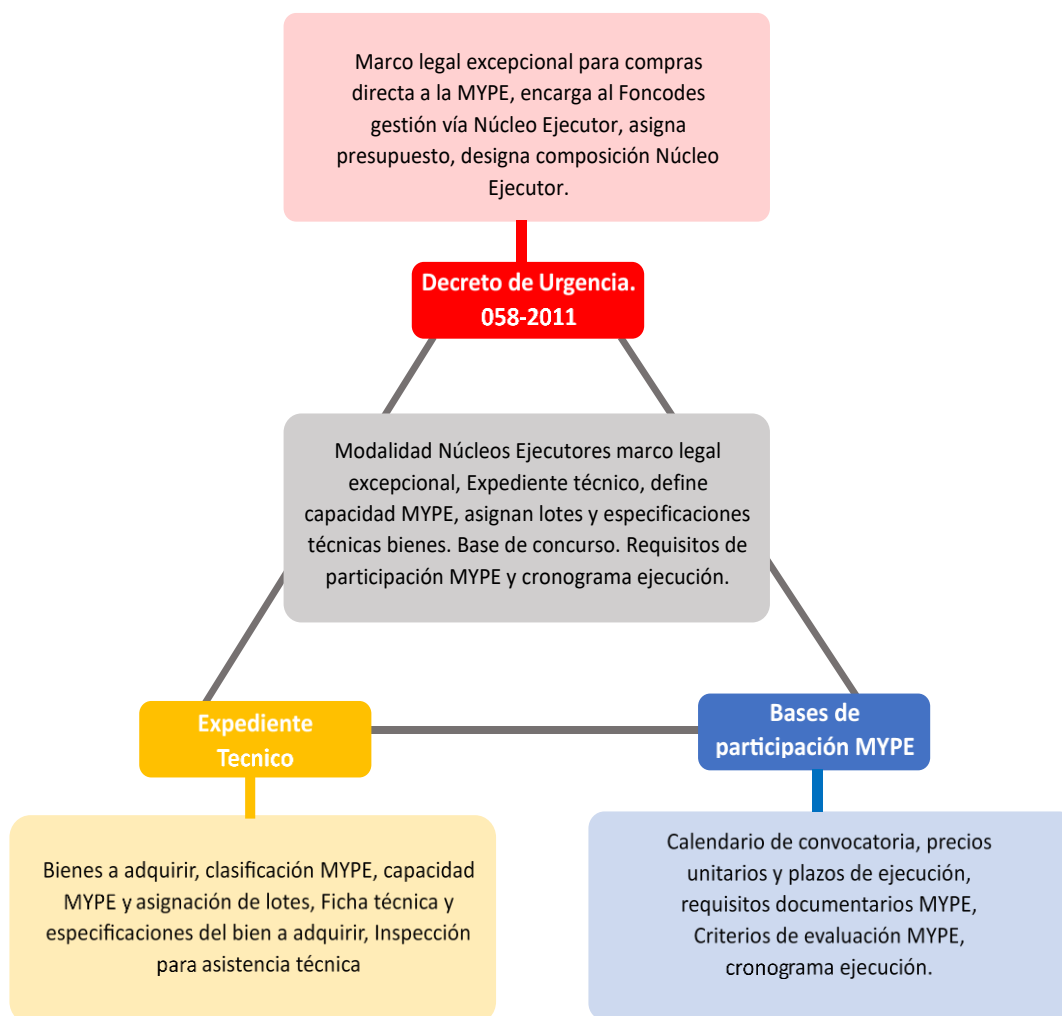 Marco legal excepcional para compras
directa a la MYPE, encarga al Foncodes
gestión vía Núcleo Ejecutor, asigna
presupuesto, designa composición Núcleo
Ejecutor.
Decreto de Urgencia.
058-2011
Modalidad Núcleos Ejecutores marco legal
excepcional, Expediente técnico, define
capacidad MYPE, asignan lotes y especificaciones
técnicas bienes. Base de concurso. Requisitos de
participación MYPE y cronograma ejecución.
Expediente
Tecnico
Bases de
participación MYPE
Bienes a adquirir, clasificación MYPE, capacidad
MYPE y asignación de lotes, Ficha técnica y
especificaciones del bien a adquirir, Inspección
para asistencia técnica
Calendario de convocatoria, precios
unitarios y plazos de ejecución,
requisitos documentarios MYPE,
Criterios de evaluación MYPE,
cronograma ejecución.